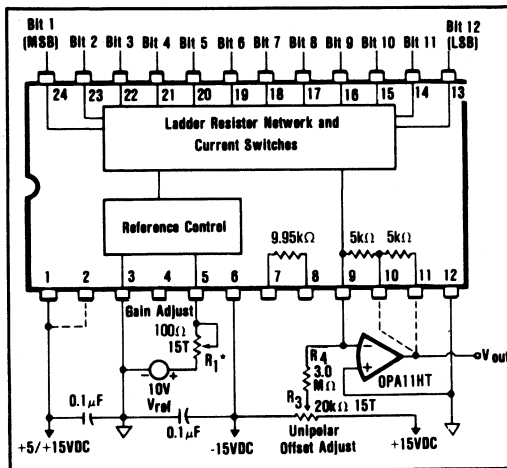 Bit 1
(MSB) Bit 2 Bit 3 Bit 4 Bit 5 Bit 6 Bit 7 Bit 8 Bit 9 Bit 10 Bit 11 Bit 12
(LSB)
24 23 22 21 20 19 18 17 16 15 14 13
Ladder Resistor Network and
Current Switches
Reference Control
9.95kΩ 5kΩ 5kΩ
1 2 3 4 5 6 7 8 9 10 11 12
Gain Adjust
100Ω
15T
R1*
10V
Vref
- +
R4
3.0
MΩ
- +
OPA11HT
Vout
R3
20kΩ 15T
0.1μF
0.1μF
Unipolar
Offset Adjust
+5/+15VDC
-15VDC
+15VDC